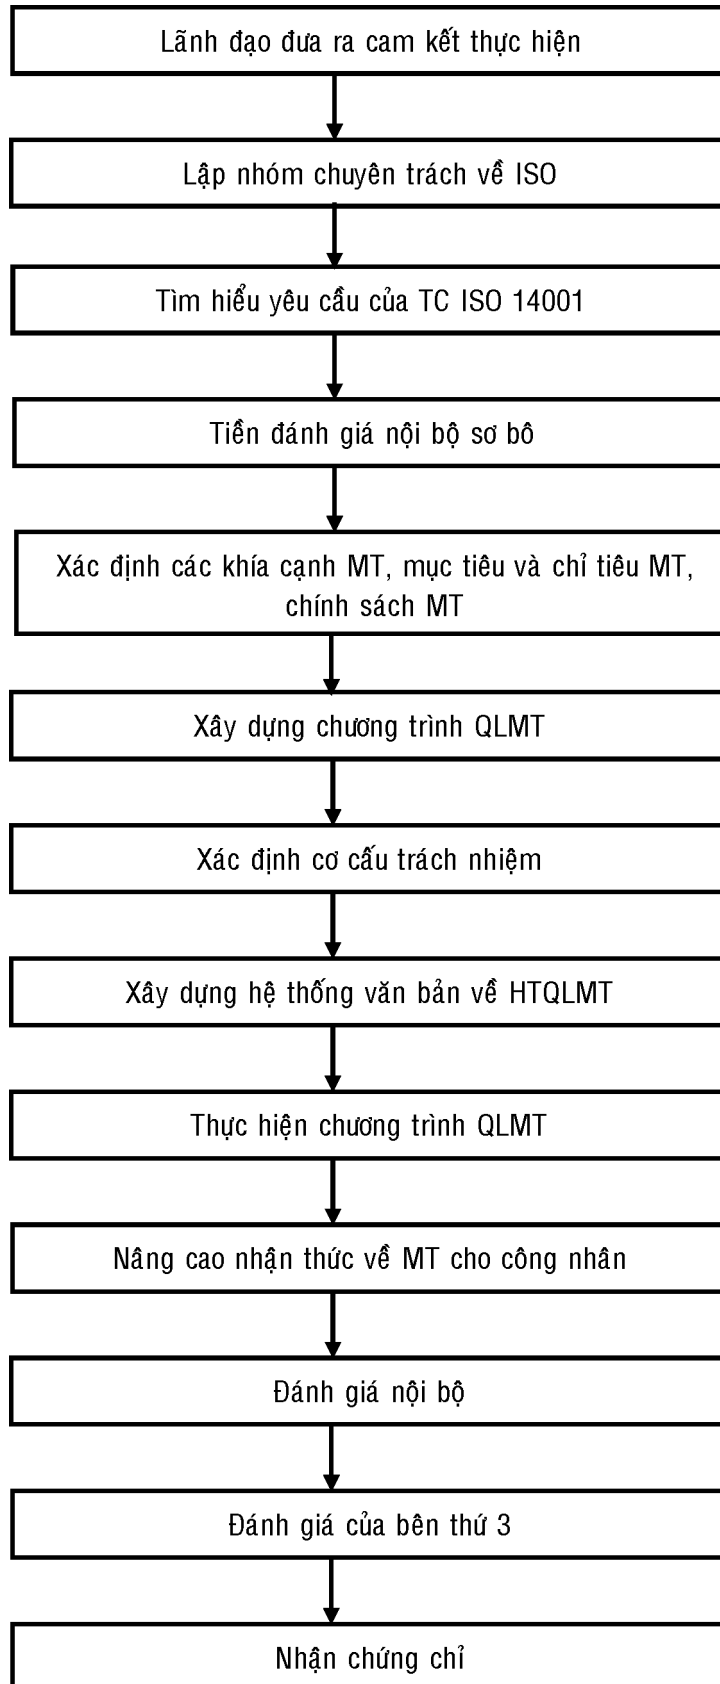 Lãnh đạo đưa ra cam kết thực hiện
Lập nhóm chuyên trách về ISO
Tìm hiểu yêu cầu của TC ISO 14001
Tiền đánh giá nội bộ sơ bô
Xác định các khía cạnh MT, mục tiêu và chỉ tiêu MT,
chính sách MT
Xây dựng chương trình QLMT
Xác định cơ cấu trách nhiệm
Xây dựng hệ thống văn bản về HTQLMT
Thực hiện chương trình QLMT
Nâng cao nhận thức về MT cho công nhân
Đánh giá nội bộ
Đánh giá của bên thứ 3
Nhận chứng chỉ